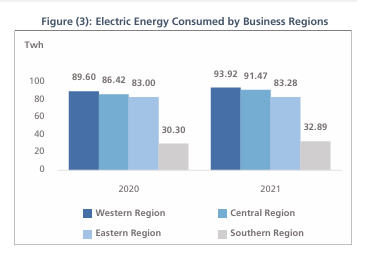 Figure (3): Electric Energy Consumed by Business Regions
Twh
100
80
60
40
20
0
89.60 86.42 83.00 30.30
93.92 91.47 83.28 32.89
2020 2021
Western Region Central Region
Eastern Region Southern Region